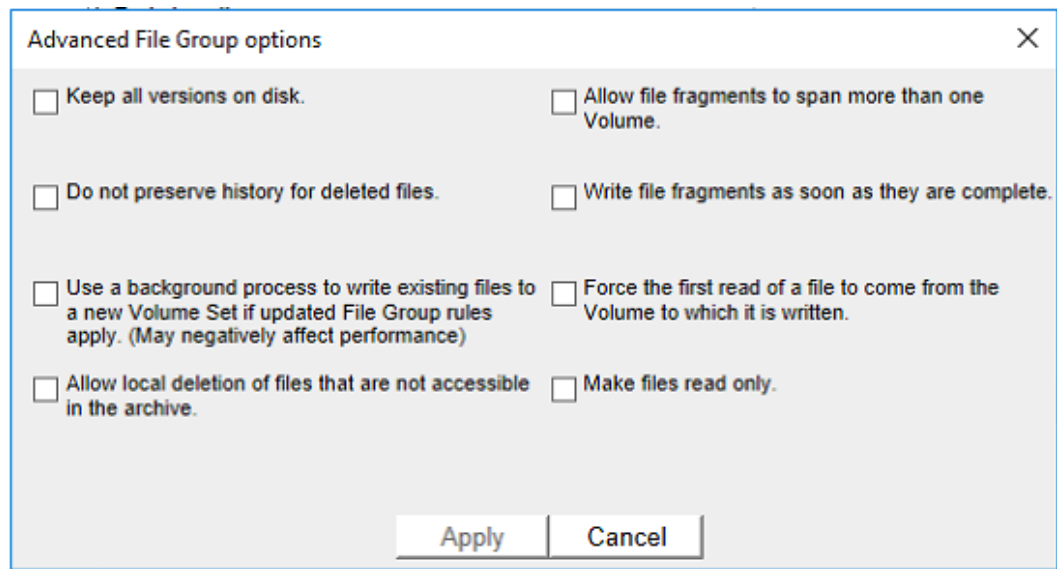 Advanced File Group options
Keep all versions on disk.
Allow file fragments to span more than one
Volume.
Do not preserve history for deleted files.
Write file fragments as soon as they are complete.
Use a background process to write existing files to
a new Volume Set if updated File Group rules
apply. (May negatively affect performance)
Force the first read of a file to come from the
Volume to which it is written.
Allow local deletion of files that are not accessible
in the archive.
Make files read only.
Apply
Cancel